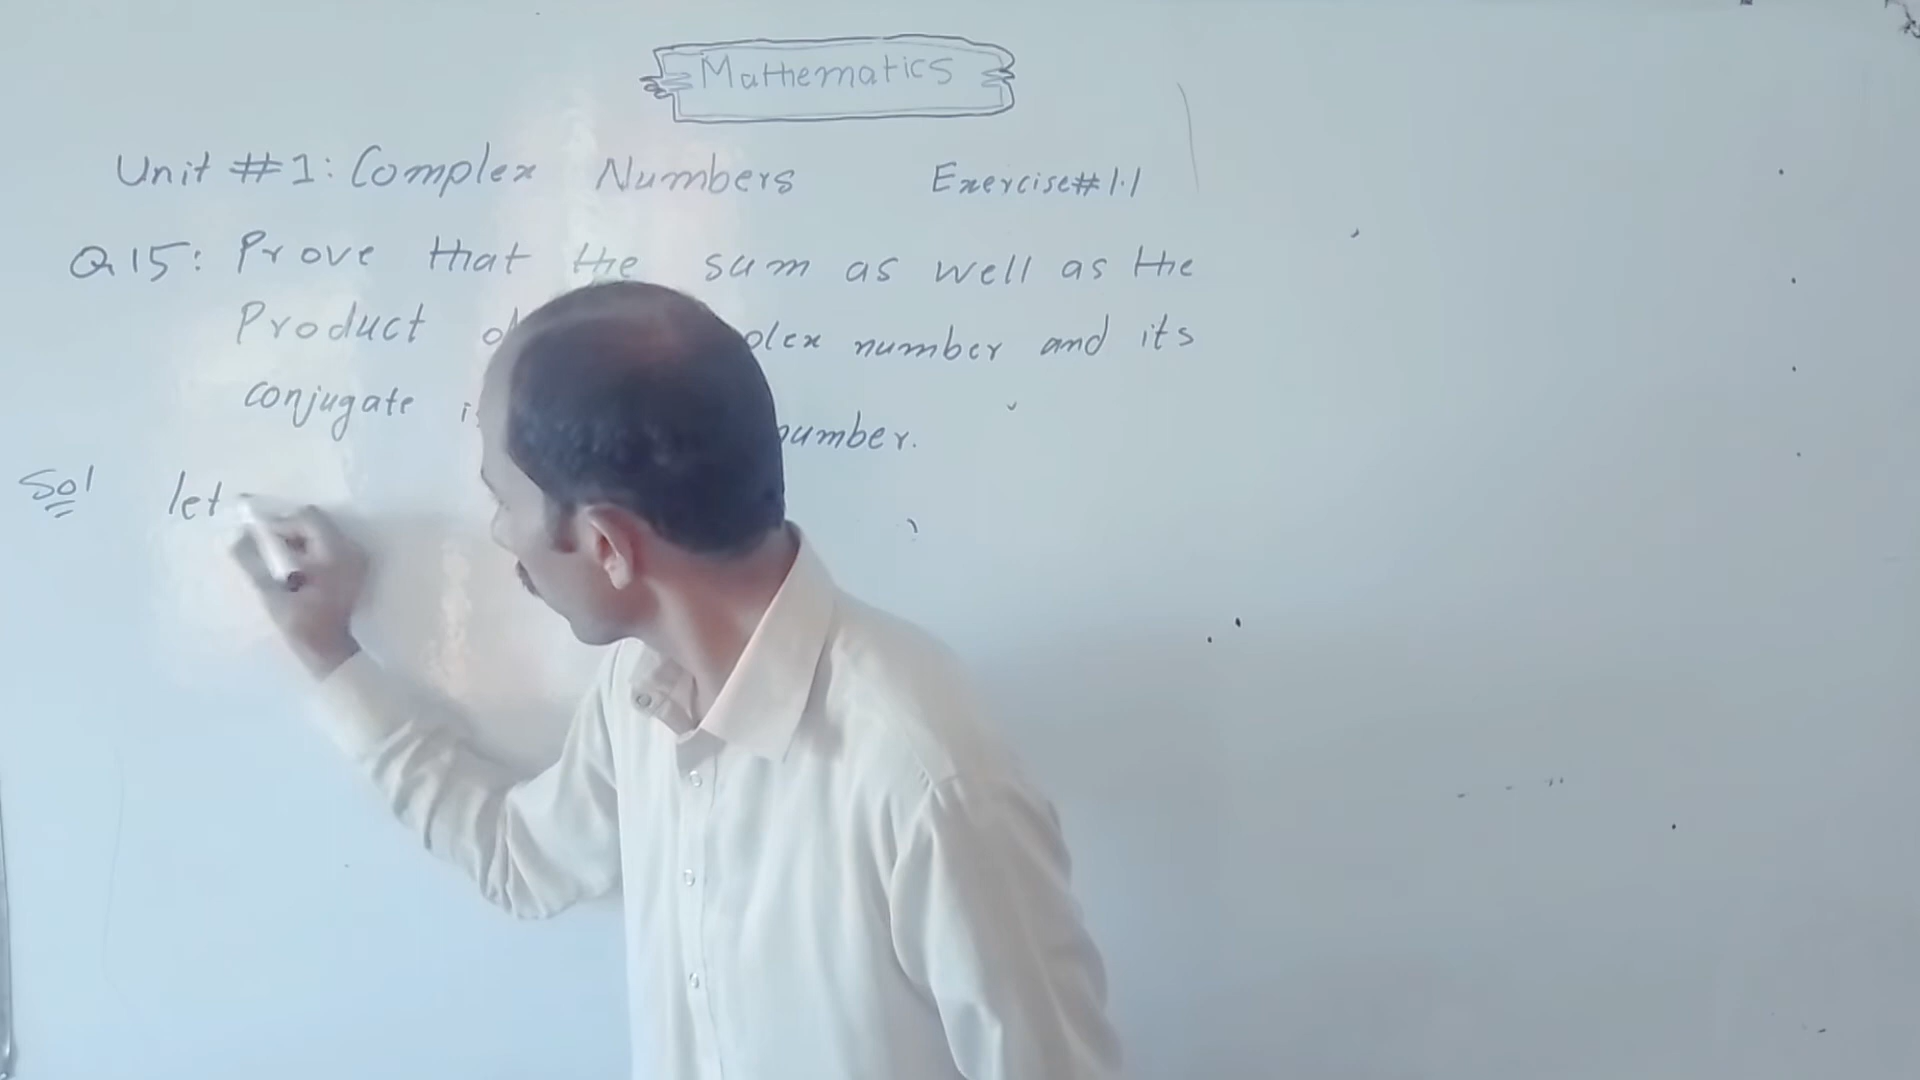 Mathematics
Unit #1: Complex Numbers Exercise#1.1
Q15: Prove that the sum as well as the
Product number and its
conjugate number.
Sol let